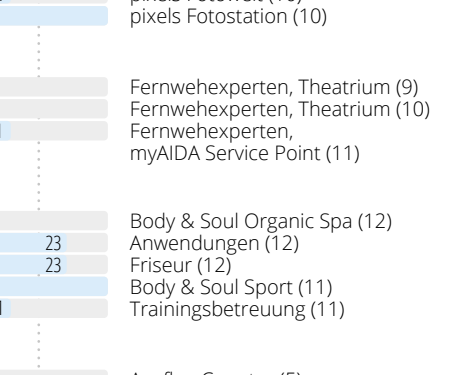 pixels Fotostation (10)
Fernwehexperten, Theatrium (9)
Fernwehexperten, Theatrium (10)
Fernwehexperten,
myAIDA Service Point (11)
Body & Soul Organic Spa (12)
23 Anwendungen (12)
23 Friseur (12)
Body & Soul Sport (11)
Trainingsbetreuung (11)